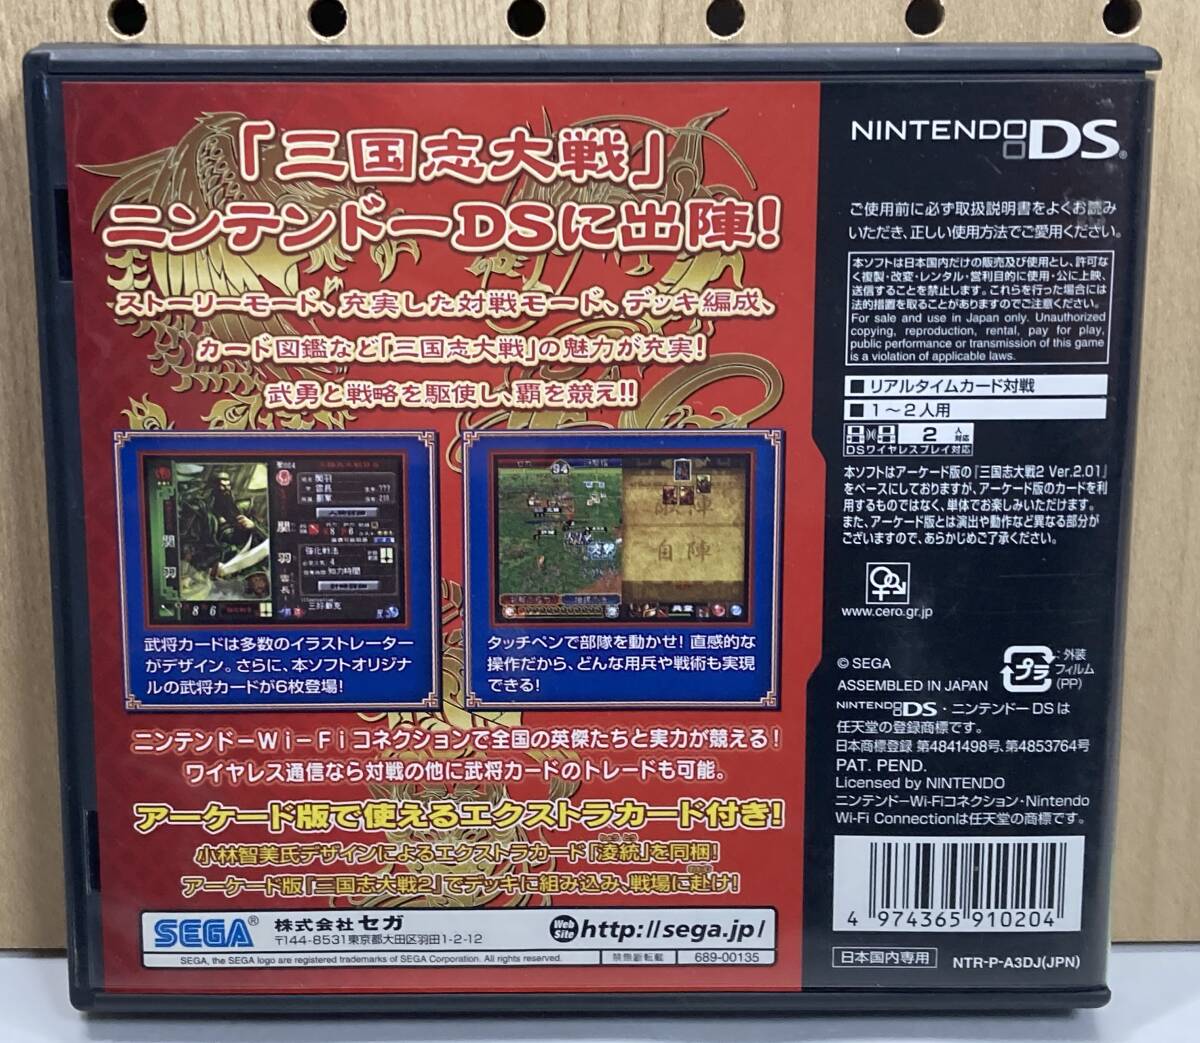 「三国志大戦」
ニンテンドーDSに出陣!
ストーリーモード、充実した対戦モード、デッキ編成、
カード図鑑など「三国志大戦」の魅力が充実!
武勇と戦略を駆使し、覇を競え!!
関羽
雲長
8 6
強化戦法
知力時間
94
自陣
武将カードは多数のイラストレーター
がデザイン。さらに、本ソフトオリジナ
ルの武将カードが6枚登場!
タッチペンで部隊を動かせ! 直感的な
操作だから、どんな用兵や戦術も実現
できる!
ニンテンドーWi-Fiコネクションで全国の英傑たちと実力が競える!
ワイヤレス通信なら対戦の他に武将カードのトレードも可能。
アーケード版で使えるエクストラカード付き!
小林智美氏デザインによるエクストラカード「凌統」を同梱!
アーケード版「三国志大戦2」でデッキに組み込み、戦場に赴け!
SEGA® 株式会社セガ
〒144-8531東京都大田区羽田1-2-12
Web Site http://sega.jp/
SEGA, the SEGA logo are registered trademarks of SEGA Corporation. All rights reserved.
禁無断転載
689-00135
NINTENDO DS®
ご使用前に必ず取扱説明書をよくお読み
いただき、正しい使用方法でご愛用ください。
本ソフトは日本国内だけの販売及び使用とし、許可な
く複製・改変・レンタル・営利目的に使用・公に上映、
送信することを禁止します。これらを行った場合には
法的措置を取ることがありますのでご注意ください。
For sale and use in Japan only. Unauthorized
copying, reproduction, rental, pay for play,
public performance or transmission of this game
is a violation of applicable laws.
■リアルタイムカード対戦
■1〜2人用
2人対応
DSワイヤレスプレイ対応
本ソフトはアーケード版の『三国志大戦2 Ver.2.01』
をベースにしておりますが、アーケード版のカードを利
用するものではなく、単体でお楽しみいただけます。
また、アーケード版とは演出や動作など異なる部分が
ございますので、あらかじめご了承ください。
www.cero.gr.jp
© SEGA
ASSEMBLED IN JAPAN
プラ
:外装
フィルム
(PP)
NINTENDO DS・ニンテンドーDSは
任天堂の登録商標です。
日本商標登録 第4841498号、第4853764号
PAT. PEND.
Licensed by NINTENDO
ニンテンドーWi-Fiコネクション・Nintendo
Wi-Fi Connectionは任天堂の商標です。
4 974365 910204
日本国内専用
NTR-P-A3DJ(JPN)